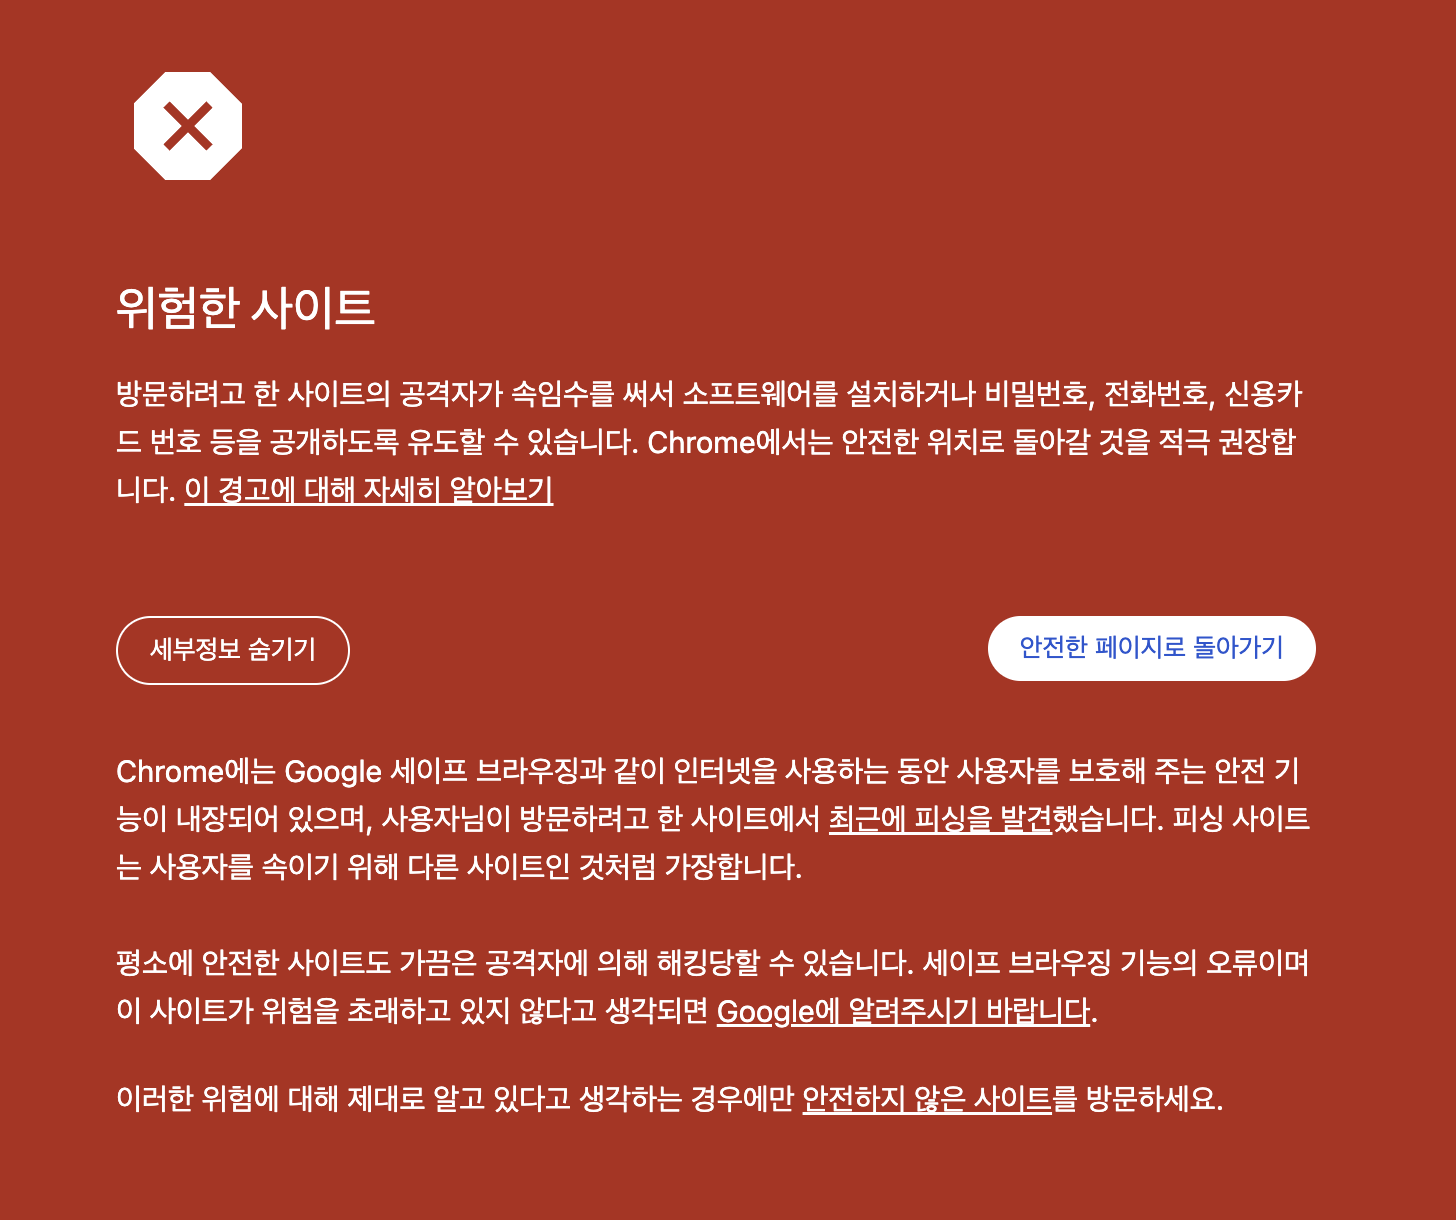 위험한 사이트
방문하려고 한 사이트의 공격자가 속임수를 써서 소프트웨어를 설치하거나 비밀번호, 전화번호, 신용카
드 번호 등을 공개하도록 유도할 수 있습니다. Chrome에서는 안전한 위치로 돌아갈 것을 적극 권장합
니다. 이 경고에 대해 자세히 알아보기
세부정보 숨기기
안전한 페이지로 돌아가기
Chrome에는 Google 세이프 브라우징과 같이 인터넷을 사용하는 동안 사용자를 보호해 주는 안전 기
능이 내장되어 있으며, 사용자님이 방문하려고 한 사이트에서 최근에 피싱을 발견했습니다. 피싱 사이트
는 사용자를 속이기 위해 다른 사이트인 것처럼 가장합니다.
평소에 안전한 사이트도 가끔은 공격자에 의해 해킹당할 수 있습니다. 세이프 브라우징 기능의 오류이며
이 사이트가 위험을 초래하고 있지 않다고 생각되면 Google에 알려주시기 바랍니다.
이러한 위험에 대해 제대로 알고 있다고 생각하는 경우에만 안전하지 않은 사이트를 방문하세요.